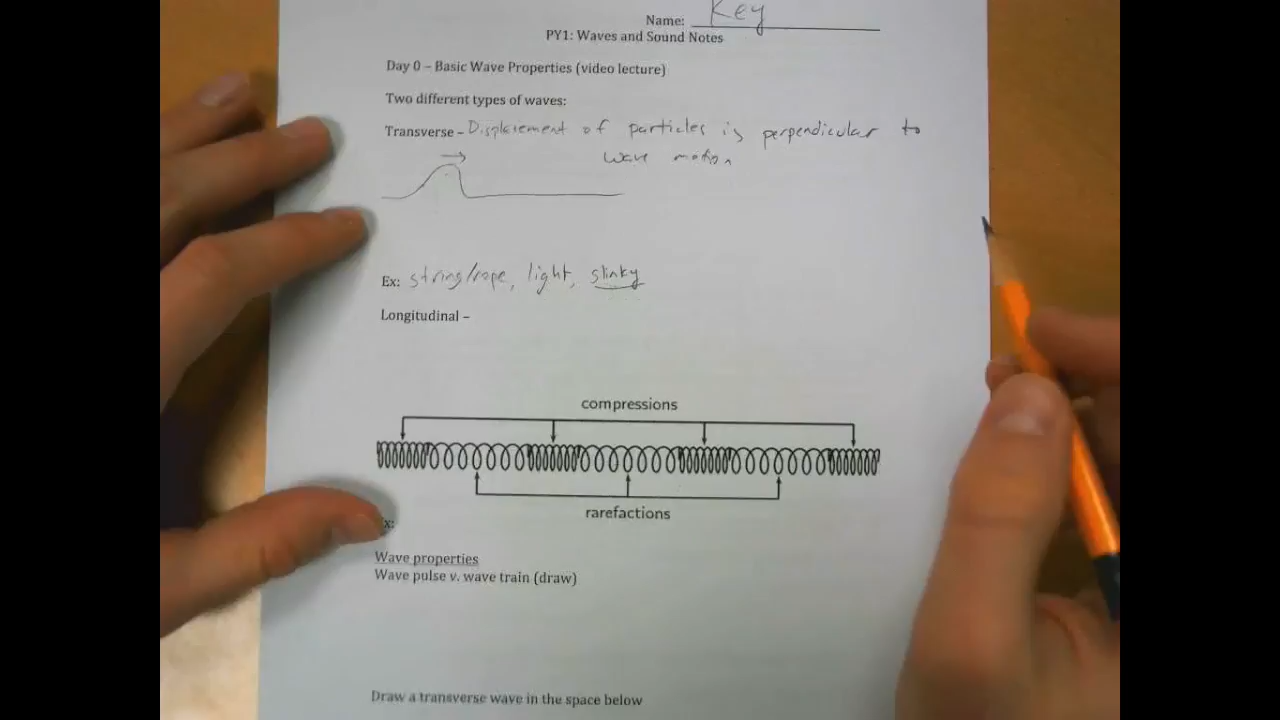 Name: Key
PY1: Waves and Sound Notes
Day 0 – Basic Wave Properties (video lecture)
Two different types of waves:
Transverse – Displacement of particles is perpendicular to
wave motion
Ex: string/rope, light, slinky
Longitudinal –
compressions
rarefactions
x:
Wave properties
Wave pulse v. wave train (draw)
Draw a transverse wave in the space below